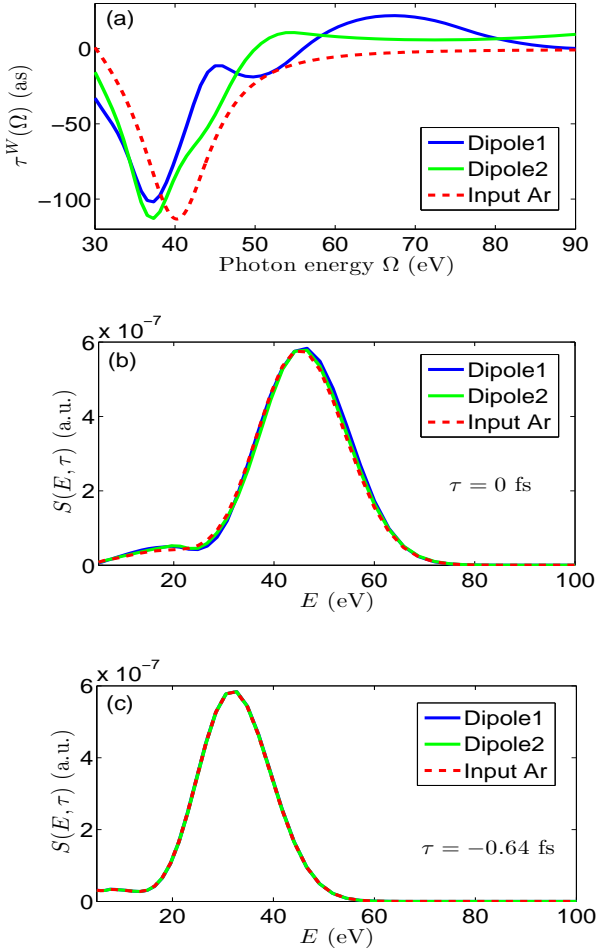 (a)
0
−50
−100
τ^W(Ω) (as)
Dipole1
Dipole2
Input Ar
30 40 50 60 70 80 90
Photon energy Ω (eV)
x 10^−7
6
4
2
0
(b)
S(E, τ) (a.u.)
Dipole1
Dipole2
Input Ar
τ = 0 fs
20 40 60 80 100
E (eV)
x 10^−7
6
4
2
0
(c)
S(E, τ) (a.u.)
Dipole1
Dipole2
Input Ar
τ = −0.64 fs
20 40 60 80 100
E (eV)